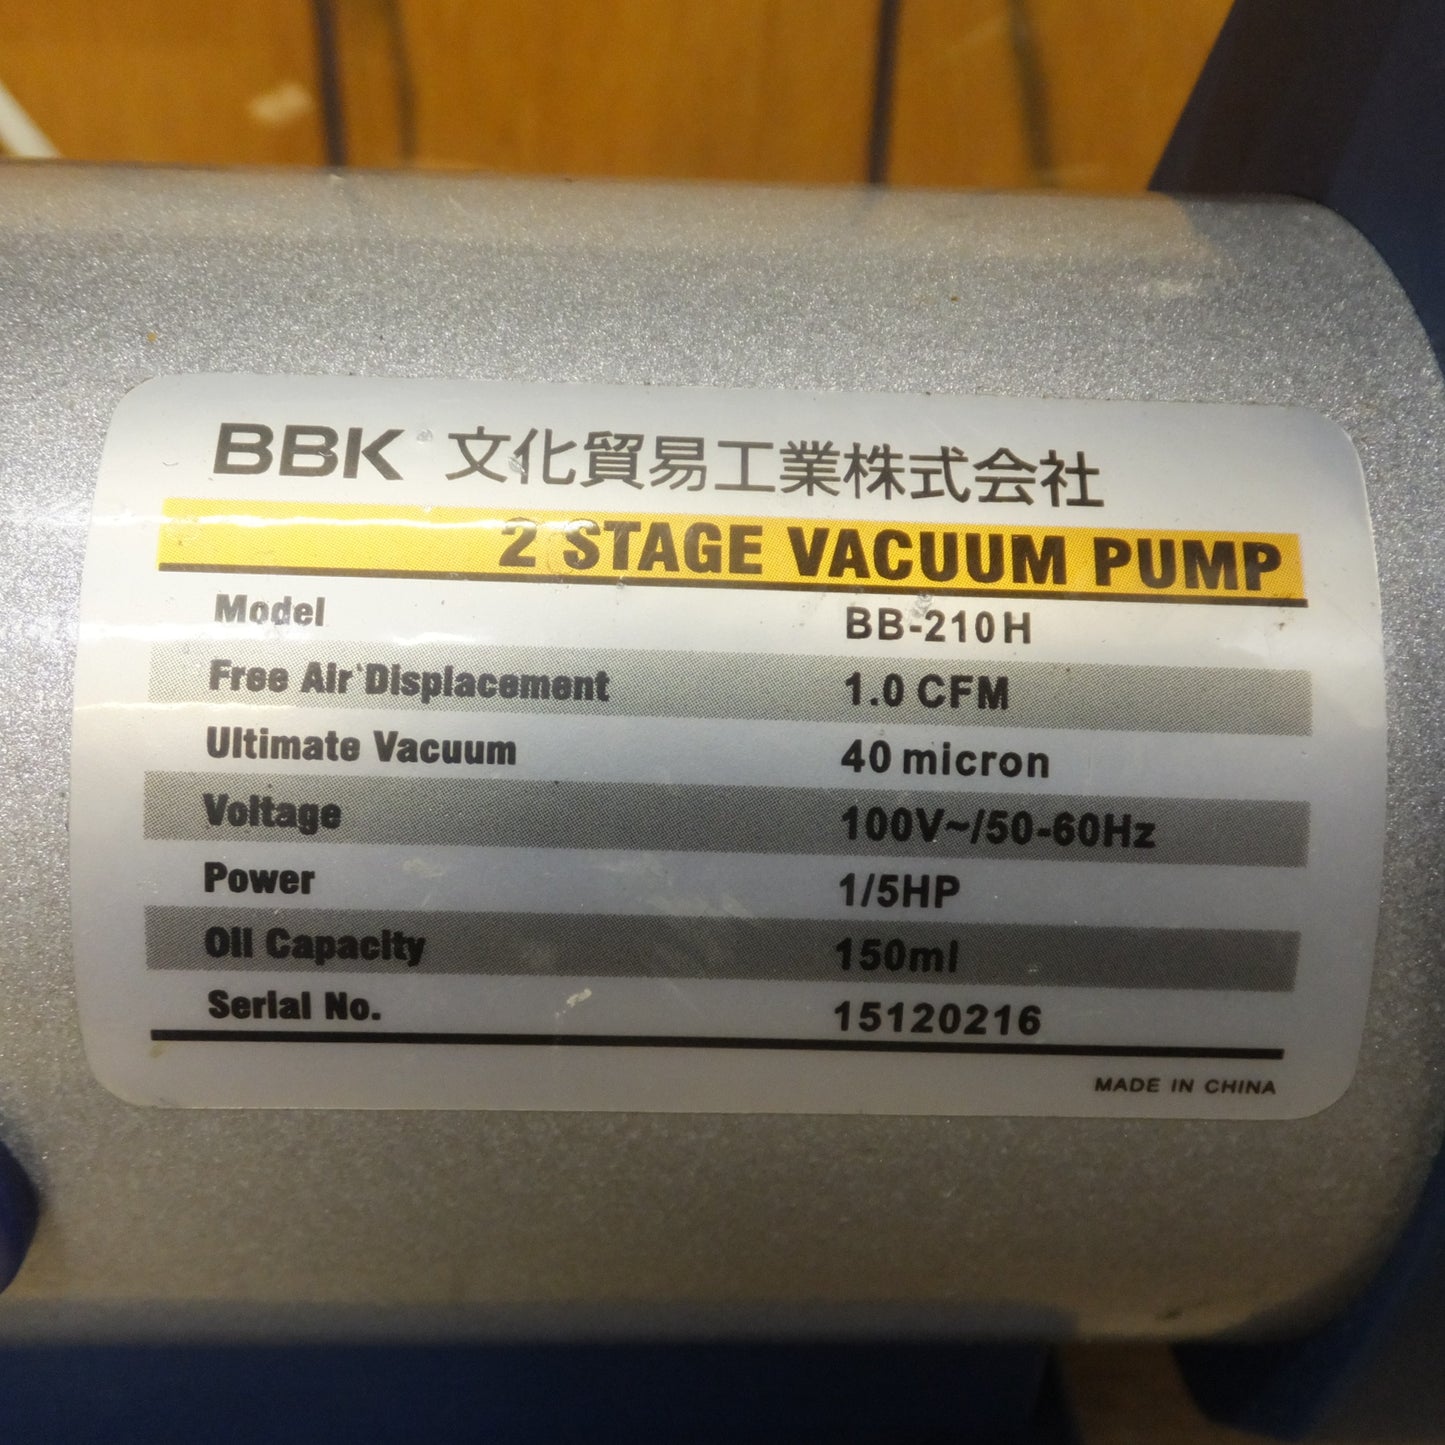 BBK 文化貿易工業株式会社
2 STAGE VACUUM PUMP
Model BB-210H
Free Air Displacement 1.0 CFM
Ultimate Vacuum 40 micron
Voltage 100V~/50-60Hz
Power 1/5HP
Oil Capacity 150ml
Serial No. 15120216
MADE IN CHINA